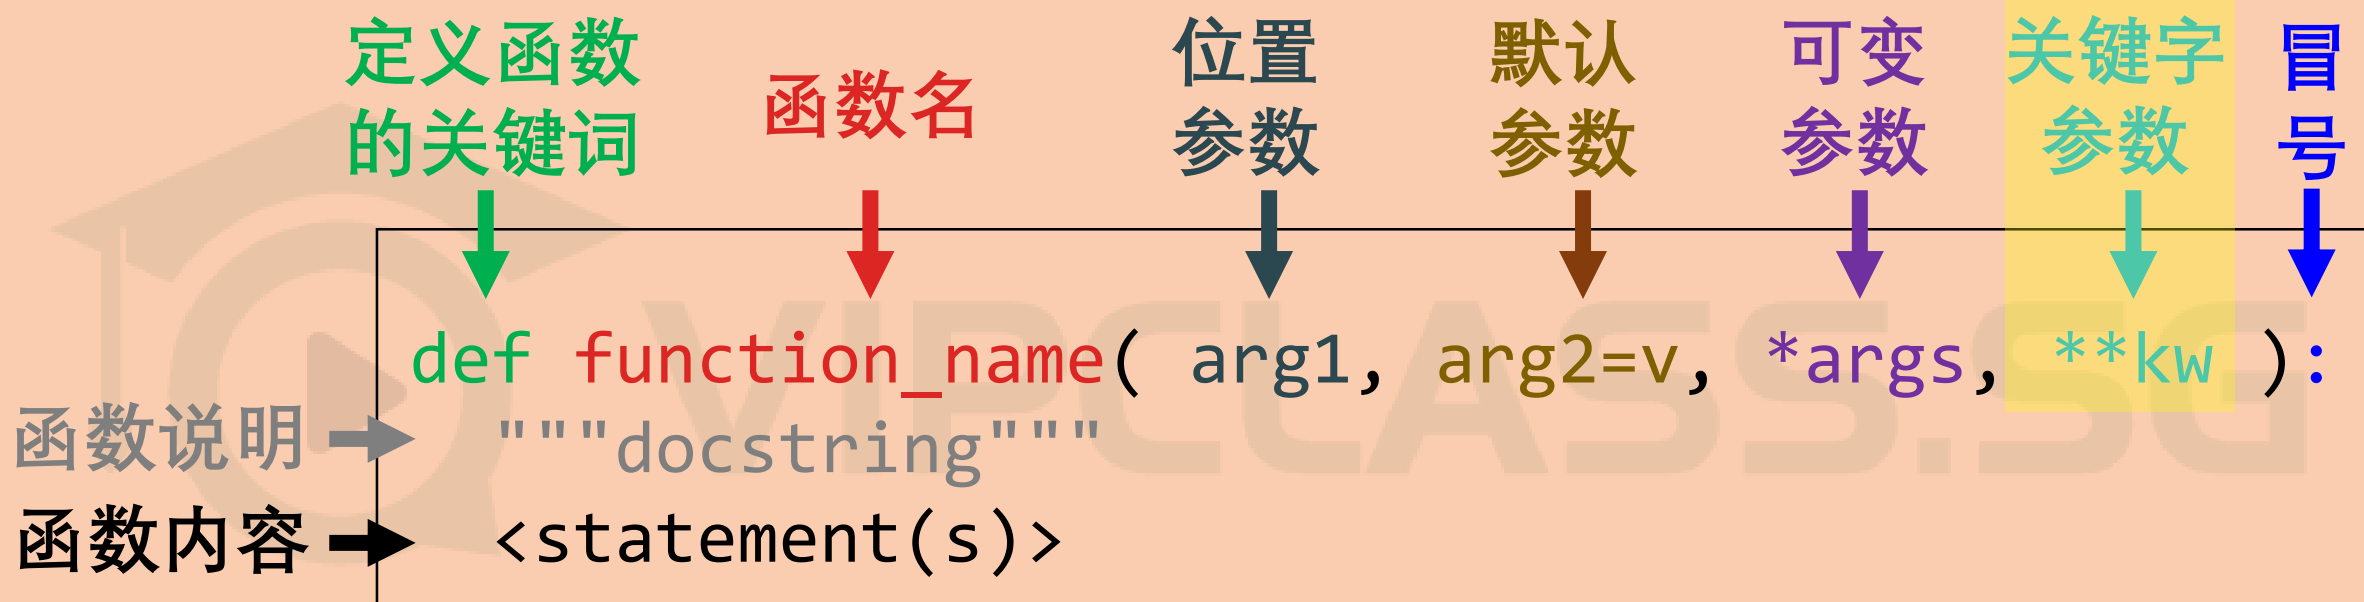 定义函数
的关键词
函数名
位置
参数
默认
参数
可变
参数
关键字
参数
冒
号
def function_name( arg1, arg2=v, *args, **kw ):
函数说明
"""docstring"""
函数内容
<statement(s)>
VIPCLASS.SG